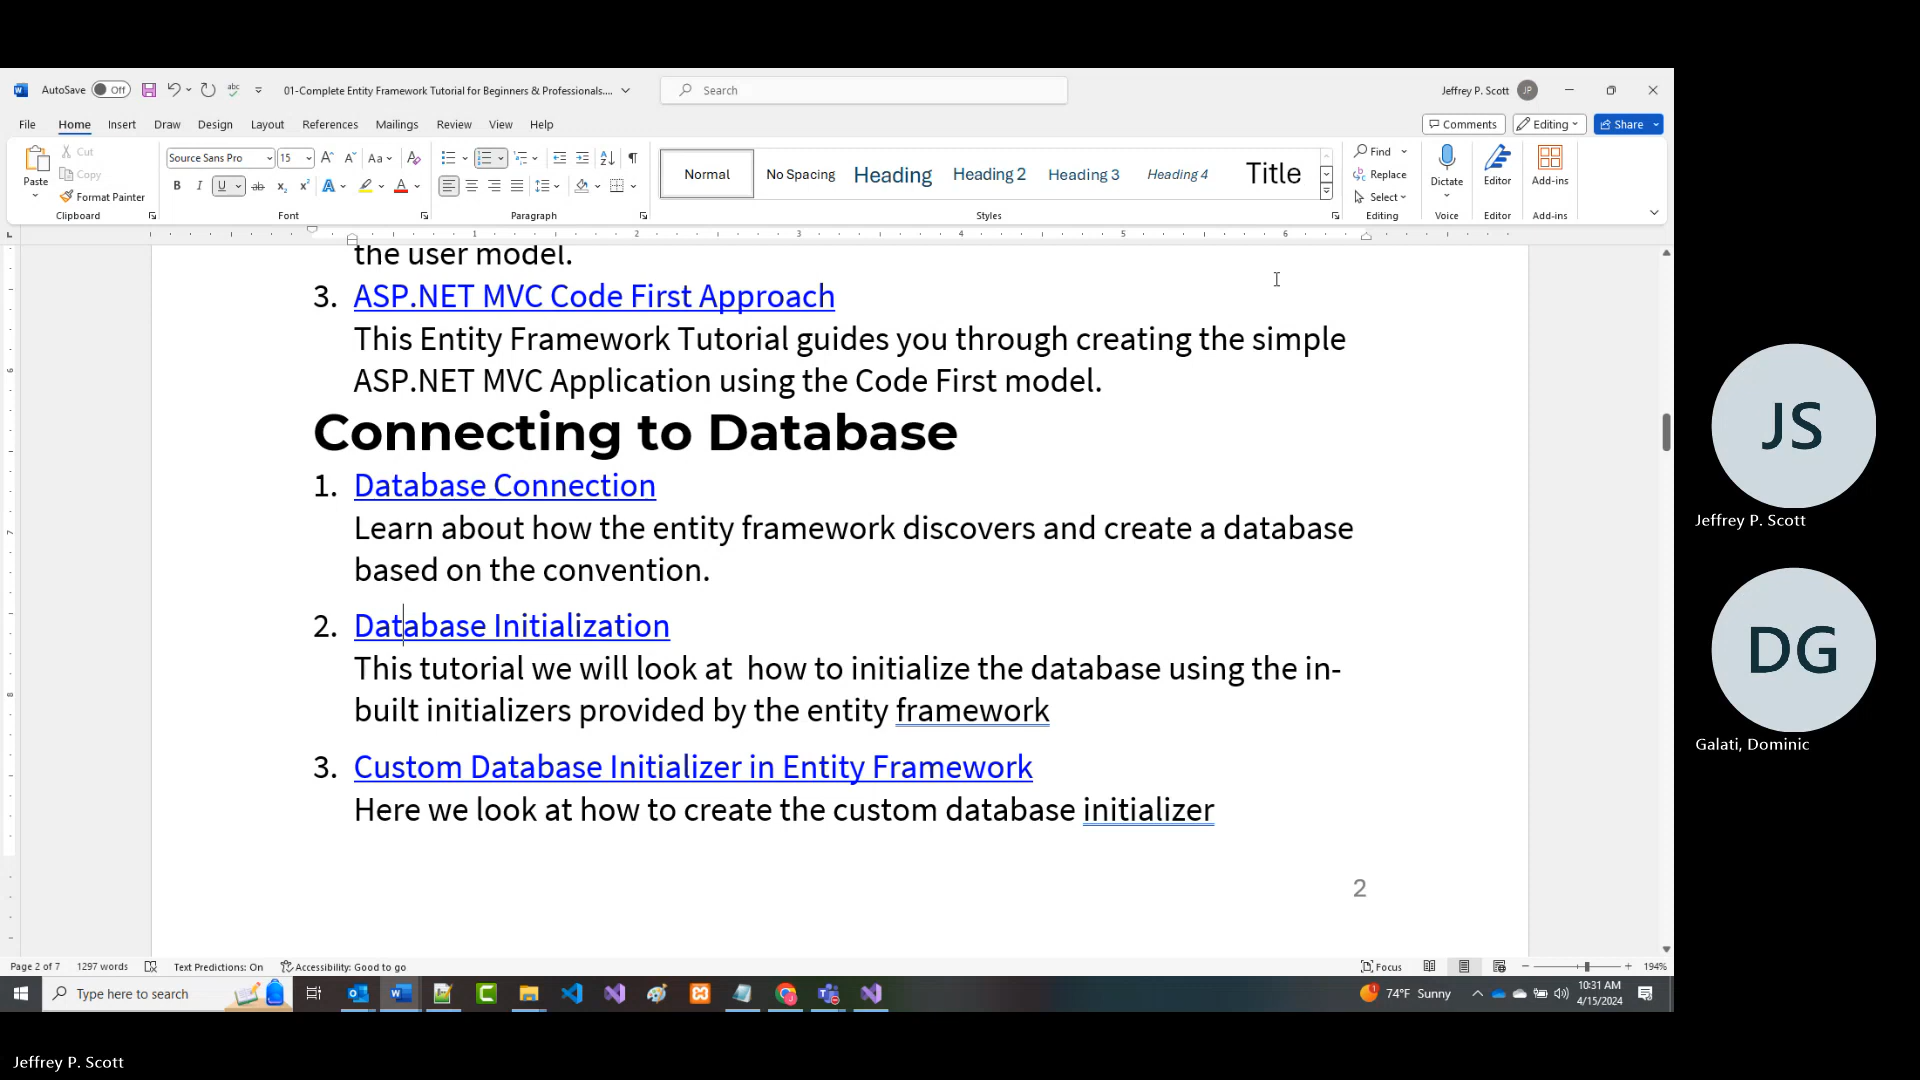 AutoSave Off 01-Complete Entity Framework Tutorial for Beginners & Professionals.... Search Jeffrey P. Scott JP
File Home Insert Draw Design Layout References Mailings Review View Help Comments Editing Share
Paste Cut Copy Format Painter Clipboard
Source Sans Pro 15 Aa Font
Paragraph
Normal No Spacing Heading Heading 2 Heading 3 Heading 4 Title Styles
Find Replace Select Editing
Dictate Voice
Editor Editor
Add-ins Add-ins
1 2 3 4 5 6
the user model.
3. ASP.NET MVC Code First Approach
This Entity Framework Tutorial guides you through creating the simple
ASP.NET MVC Application using the Code First model.
Connecting to Database
1. Database Connection
Learn about how the entity framework discovers and create a database
based on the convention.
2. Database Initialization
This tutorial we will look at  how to initialize the database using the in-
built initializers provided by the entity framework
3. Custom Database Initializer in Entity Framework
Here we look at how to create the custom database initializer
2
Page 2 of 7 1297 words Text Predictions: On Accessibility: Good to go Focus 194%
Type here to search 74°F Sunny 10:31 AM
4/15/2024
JS
Jeffrey P. Scott
DG
Galati, Dominic
Jeffrey P. Scott